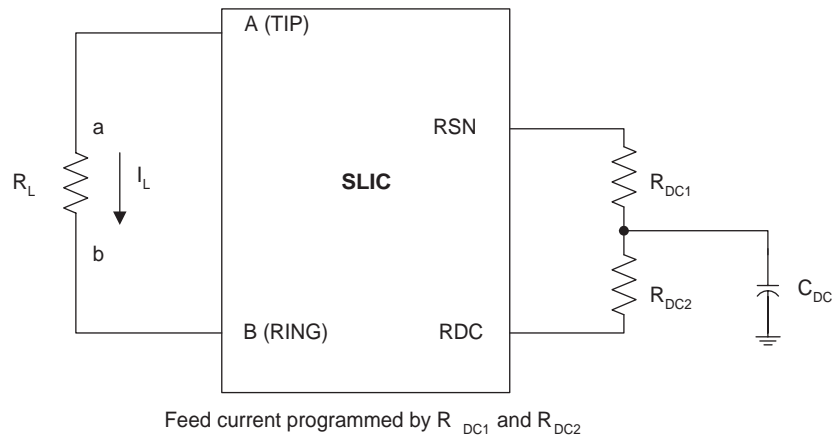 A (TIP)
RSN
a
R_L
I_L
SLIC
R_DC1
b
R_DC2
C_DC
B (RING)
RDC
Feed current programmed by R_DC1 and R_DC2